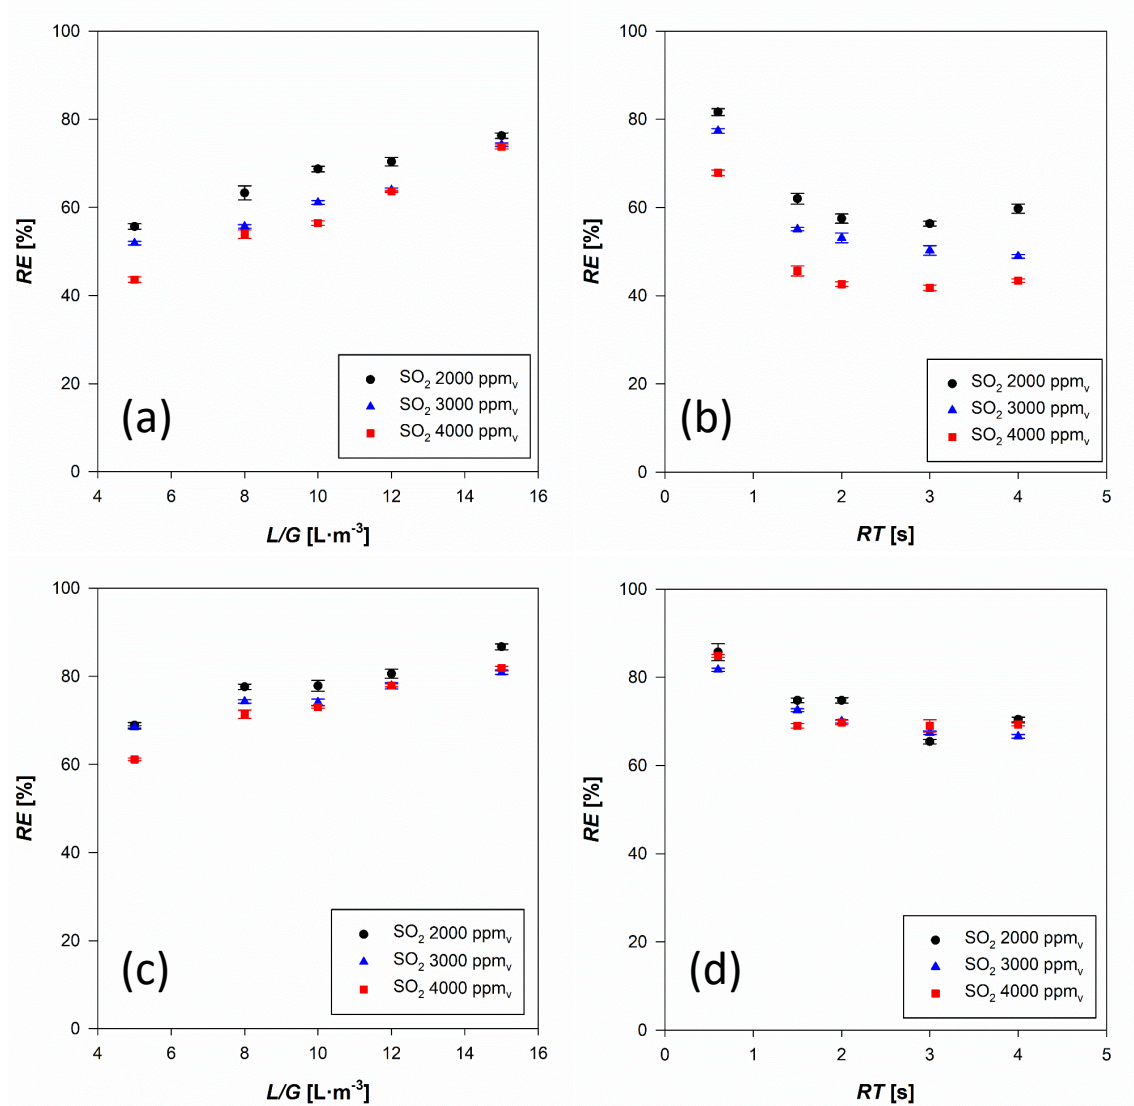 100
80
60
40
20
0
4 6 8 10 12 14 16
RE [%]
L/G [L·m-3]
SO2 2000 ppmv
SO2 3000 ppmv
SO2 4000 ppmv
(a)
100
80
60
40
20
0
0 1 2 3 4 5
RE [%]
RT [s]
SO2 2000 ppmv
SO2 3000 ppmv
SO2 4000 ppmv
(b)
100
80
60
40
20
0
4 6 8 10 12 14 16
RE [%]
L/G [L·m-3]
SO2 2000 ppmv
SO2 3000 ppmv
SO2 4000 ppmv
(c)
100
80
60
40
20
0
0 1 2 3 4 5
RE [%]
RT [s]
SO2 2000 ppmv
SO2 3000 ppmv
SO2 4000 ppmv
(d)